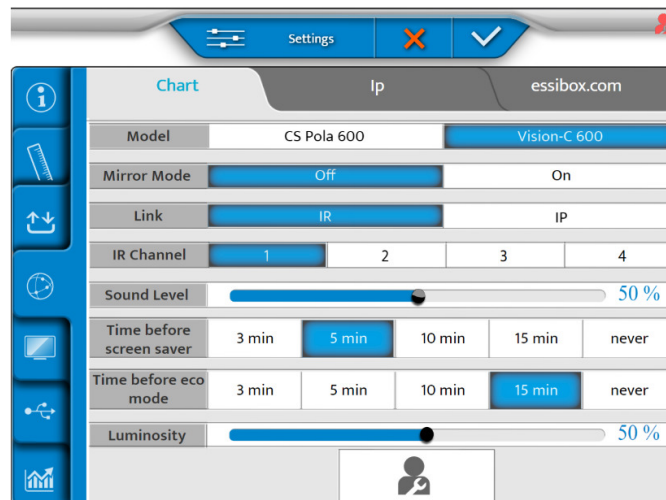 Settings
Chart Ip essibox.com
Model CS Pola 600 Vision-C 600
Mirror Mode Off On
Link IR IP
IR Channel 1 2 3 4
Sound Level 50 %
Time before
screen saver 3 min 5 min 10 min 15 min never
Time before eco
mode 3 min 5 min 10 min 15 min never
Luminosity 50 %